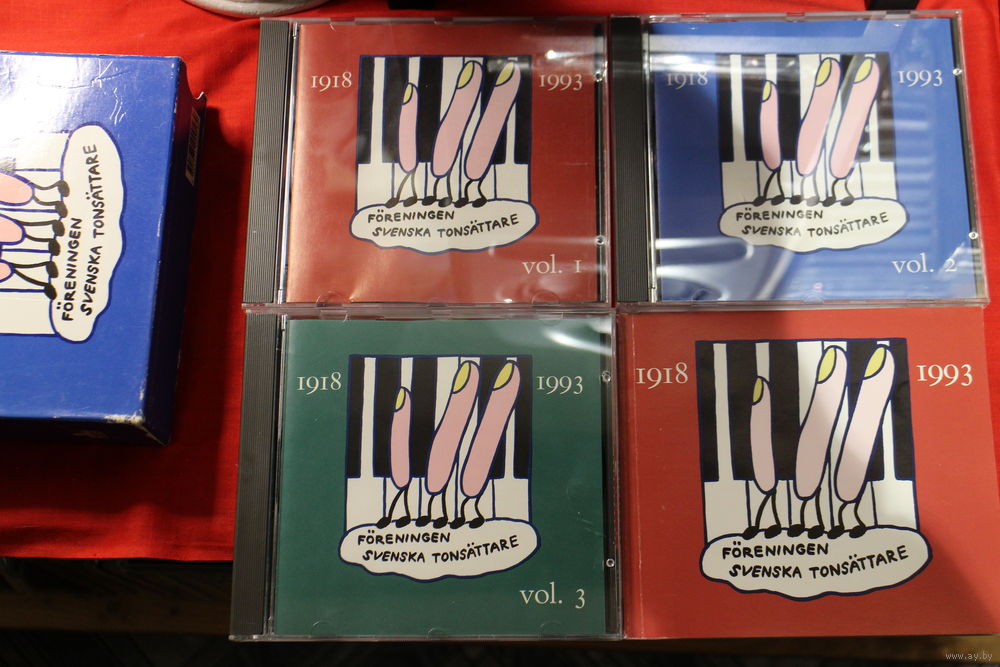 FÖRENINGEN
SVENSKA TONSÄTTARE
1918 1993
FÖRENINGEN
SVENSKA TONSÄTTARE
vol. 1
1918 1993
FÖRENINGEN
SVENSKA TONSÄTTARE
vol. 2
1918 1993
FÖRENINGEN
SVENSKA TONSÄTTARE
vol. 3
1918 1993
FÖRENINGEN
SVENSKA TONSÄTTARE
www.ay.by